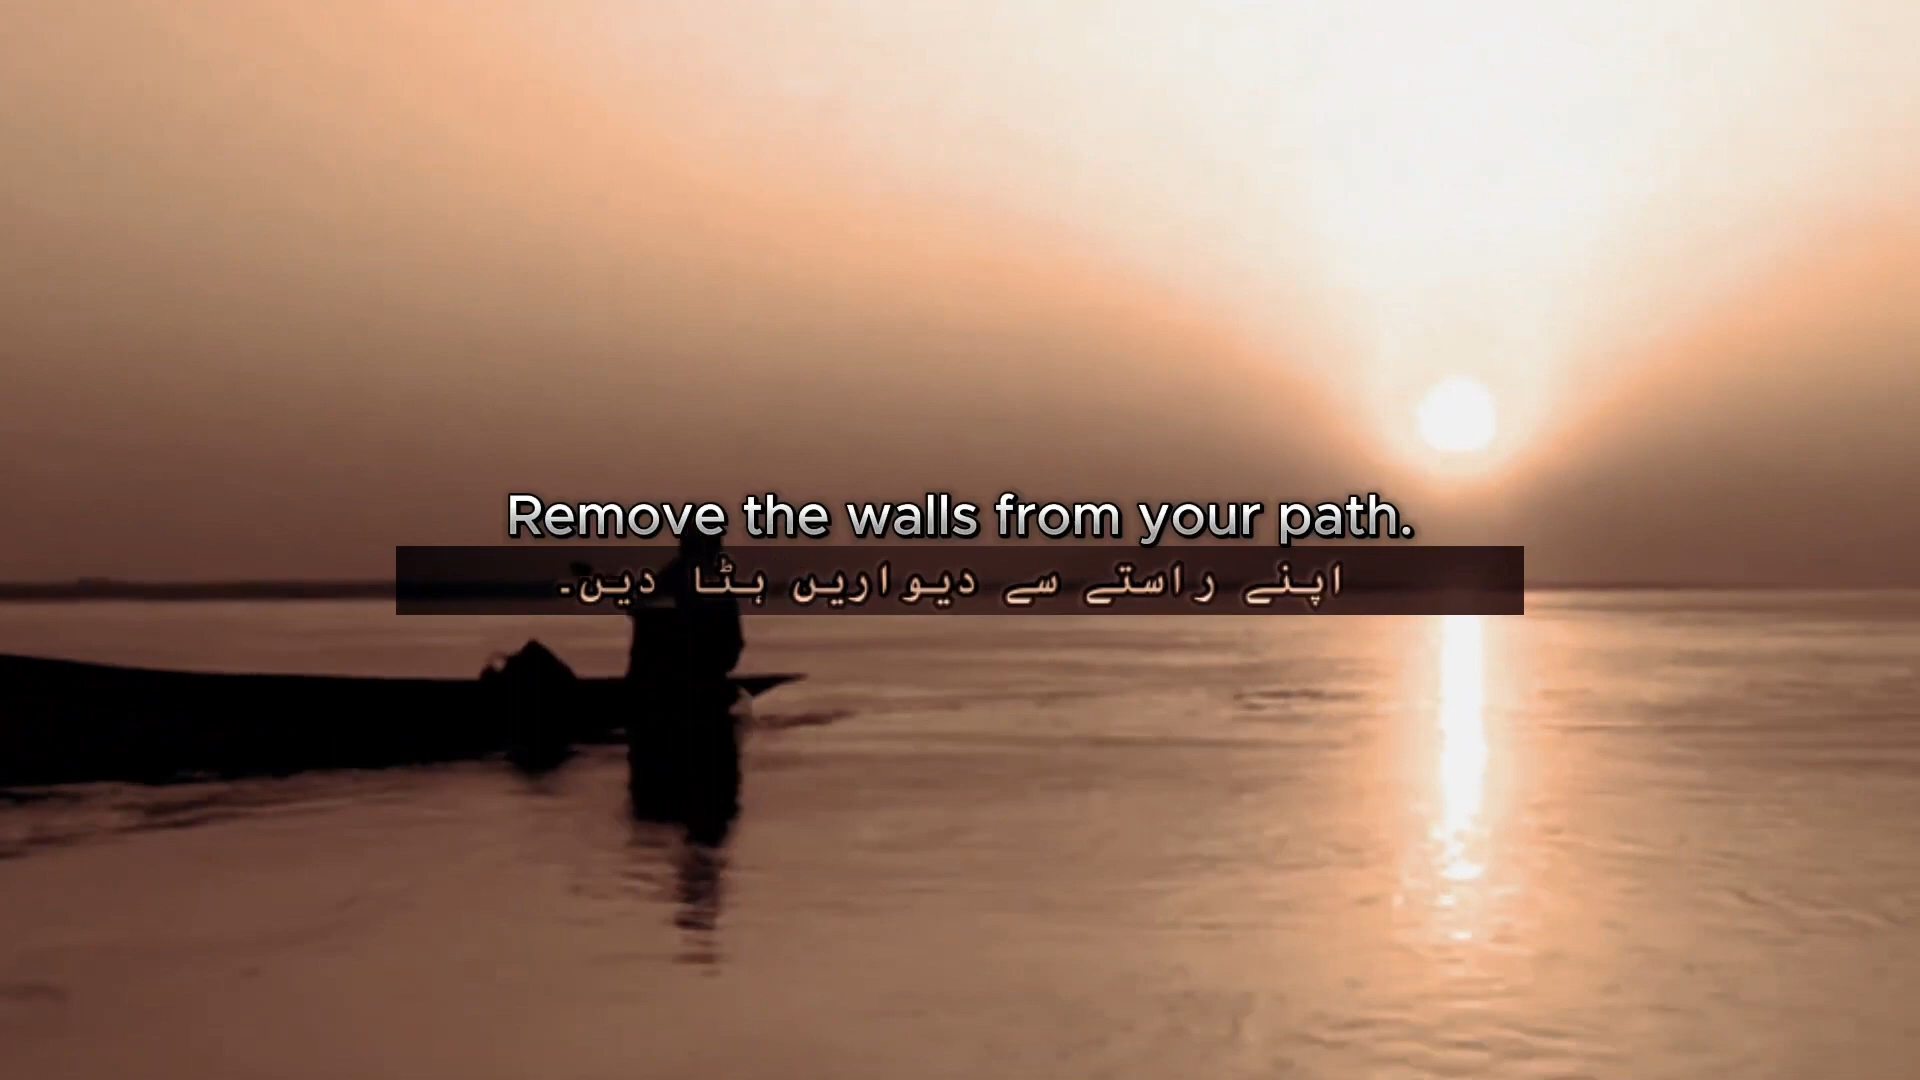 Remove the walls from your path.
اپنے راستے سے دیواریں ہٹا دیں۔